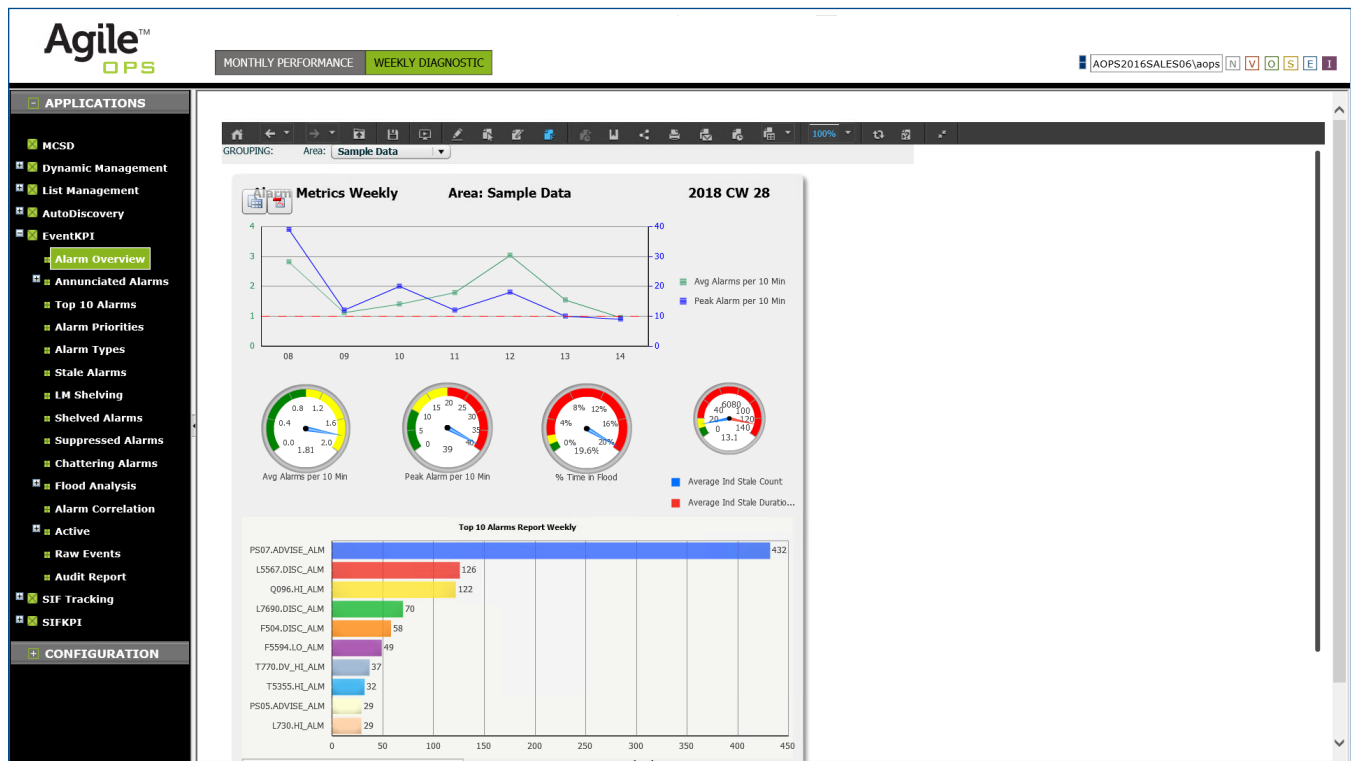 Agile™
OPS
MONTHLY PERFORMANCE WEEKLY DIAGNOSTIC
AOPS2016SALES06\aops N V O S E I
APPLICATIONS
MCSD
Dynamic Management
List Management
AutoDiscovery
EventKPI
Alarm Overview
Annunciated Alarms
Top 10 Alarms
Alarm Priorities
Alarm Types
Stale Alarms
LM Shelving
Shelved Alarms
Suppressed Alarms
Chattering Alarms
Flood Analysis
Alarm Correlation
Active
Raw Events
Audit Report
SIF Tracking
SIFKPI
CONFIGURATION
100%
GROUPING: Area: Sample Data
Alarm Metrics Weekly Area: Sample Data 2018 CW 28
4 40
3 30
2 20
1 10
0 0
08 09 10 11 12 13 14
Avg Alarms per 10 Min
Peak Alarm per 10 Min
0.0 0.4 0.8 1.2 1.6 2.0
1.81
Avg Alarms per 10 Min
0 5 10 15 20 25 30 35 40
39
Peak Alarm per 10 Min
0% 4% 8% 12% 16% 20%
19.6%
% Time in Flood
0 20 40 60 80 100 120 140
13.1
Average Ind Stale Count
Average Ind Stale Duratio...
Top 10 Alarms Report Weekly
PS07.ADVISE_ALM 432
L5567.DISC_ALM 126
Q096.HI_ALM 122
L7690.DISC_ALM 70
F504.DISC_ALM 58
F5594.LO_ALM 49
T770.DV_HI_ALM 37
T5355.HI_ALM 32
PS05.ADVISE_ALM 29
L730.HI_ALM 29
0 50 100 150 200 250 300 350 400 450